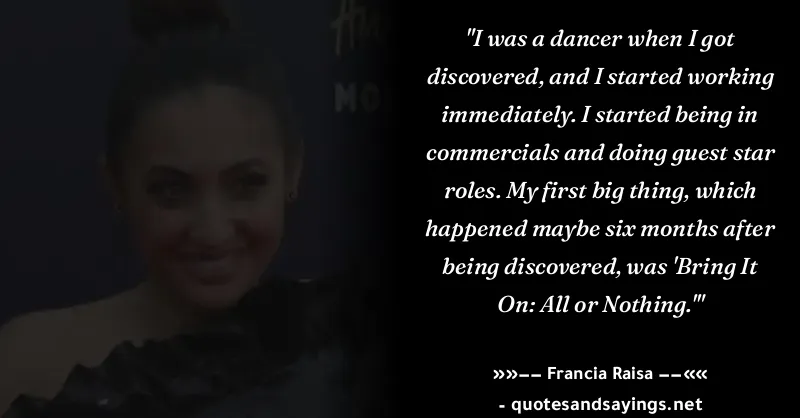 "I was a dancer when I got
discovered, and I started working
immediately. I started being in
commercials and doing guest star
roles. My first big thing, which
happened maybe six months after
being discovered, was 'Bring It
On: All or Nothing.'"
»»−− Francia Raisa −−««
- quotesandsayings.net